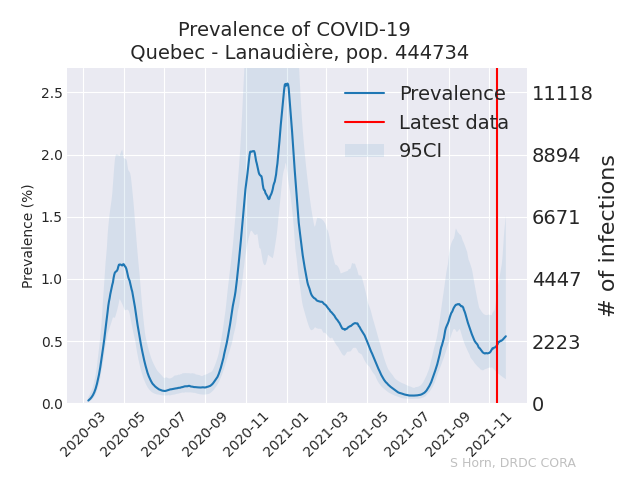 Prevalence of COVID-19
Quebec - Lanaudière, pop. 444734
Prevalence
Latest data
95CI
Prevalence (%)
2.5
2.0
1.5
1.0
0.5
0.0
11118
8894
6671
4447
2223
0
# of infections
2020-03
2020-05
2020-07
2020-09
2020-11
2021-01
2021-03
2021-05
2021-07
2021-09
2021-11
S Horn, DRDC CORA